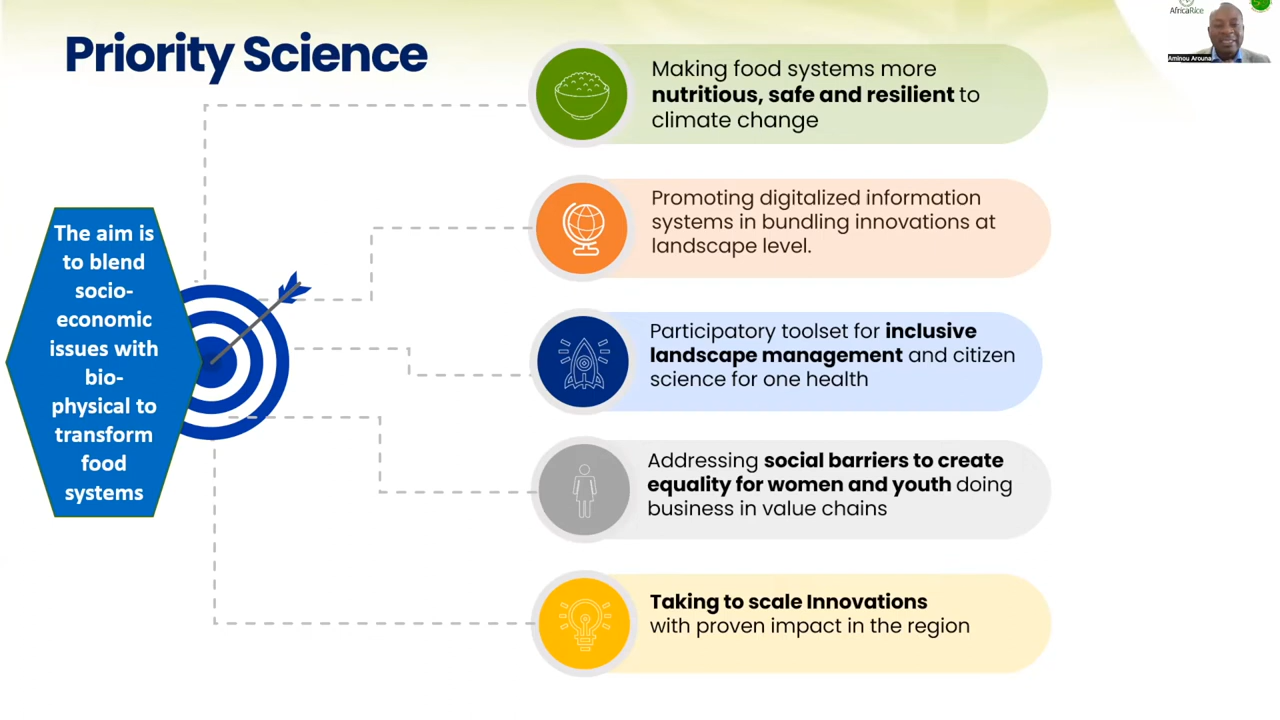 Priority Science
AfricaRice
Aminou Arouna
The aim is
to blend
socio-
economic
issues with
bio-
physical to
transform
food
systems
Making food systems more
nutritious, safe and resilient to
climate change
Promoting digitalized information
systems in bundling innovations at
landscape level.
Participatory toolset for inclusive
landscape management and citizen
science for one health
Addressing social barriers to create
equality for women and youth doing
business in value chains
Taking to scale Innovations
with proven impact in the region